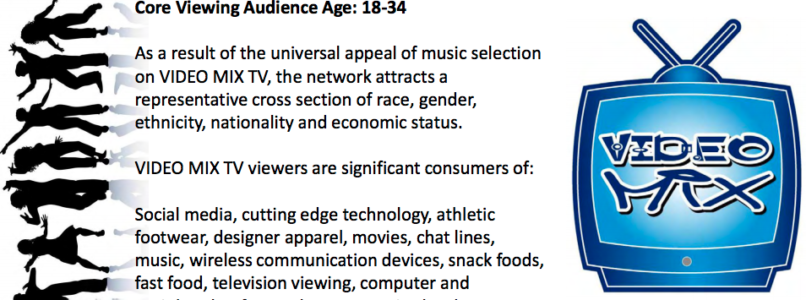 Core Viewing Audience Age: 18-34
As a result of the universal appeal of music selection
on VIDEO MIX TV, the network attracts a
representative cross section of race, gender,
ethnicity, nationality and economic status.
VIDEO MIX TV viewers are significant consumers of:
Social media, cutting edge technology, athletic
footwear, designer apparel, movies, chat lines,
music, wireless communication devices, snack foods,
fast food, television viewing, computer and
VIDEO
MIX